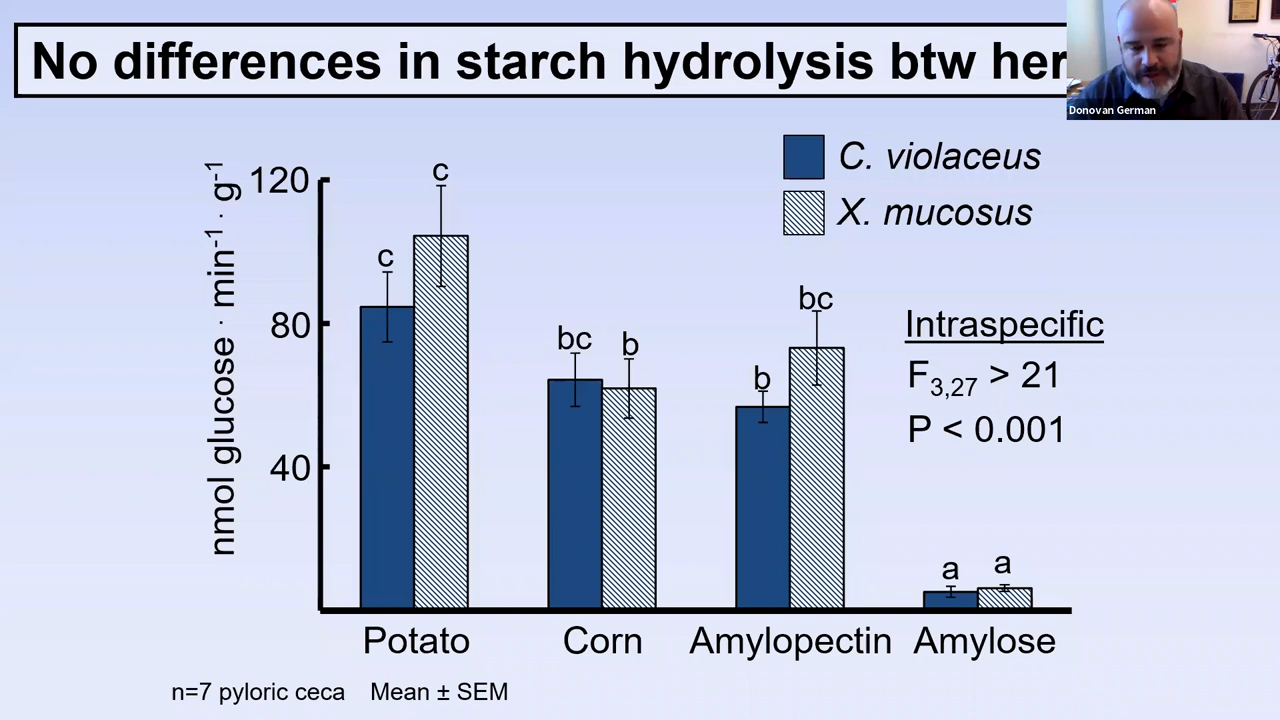 No differences in starch hydrolysis btw
Donovan German
C. violaceus
X. mucosus
nmol glucose · min⁻¹ · g⁻¹
120
80
40
c
c
bc
b
b
bc
a
a
Intraspecific
F3,27 > 21
P < 0.001
Potato
Corn
Amylopectin
Amylose
n=7 pyloric ceca
Mean ± SEM